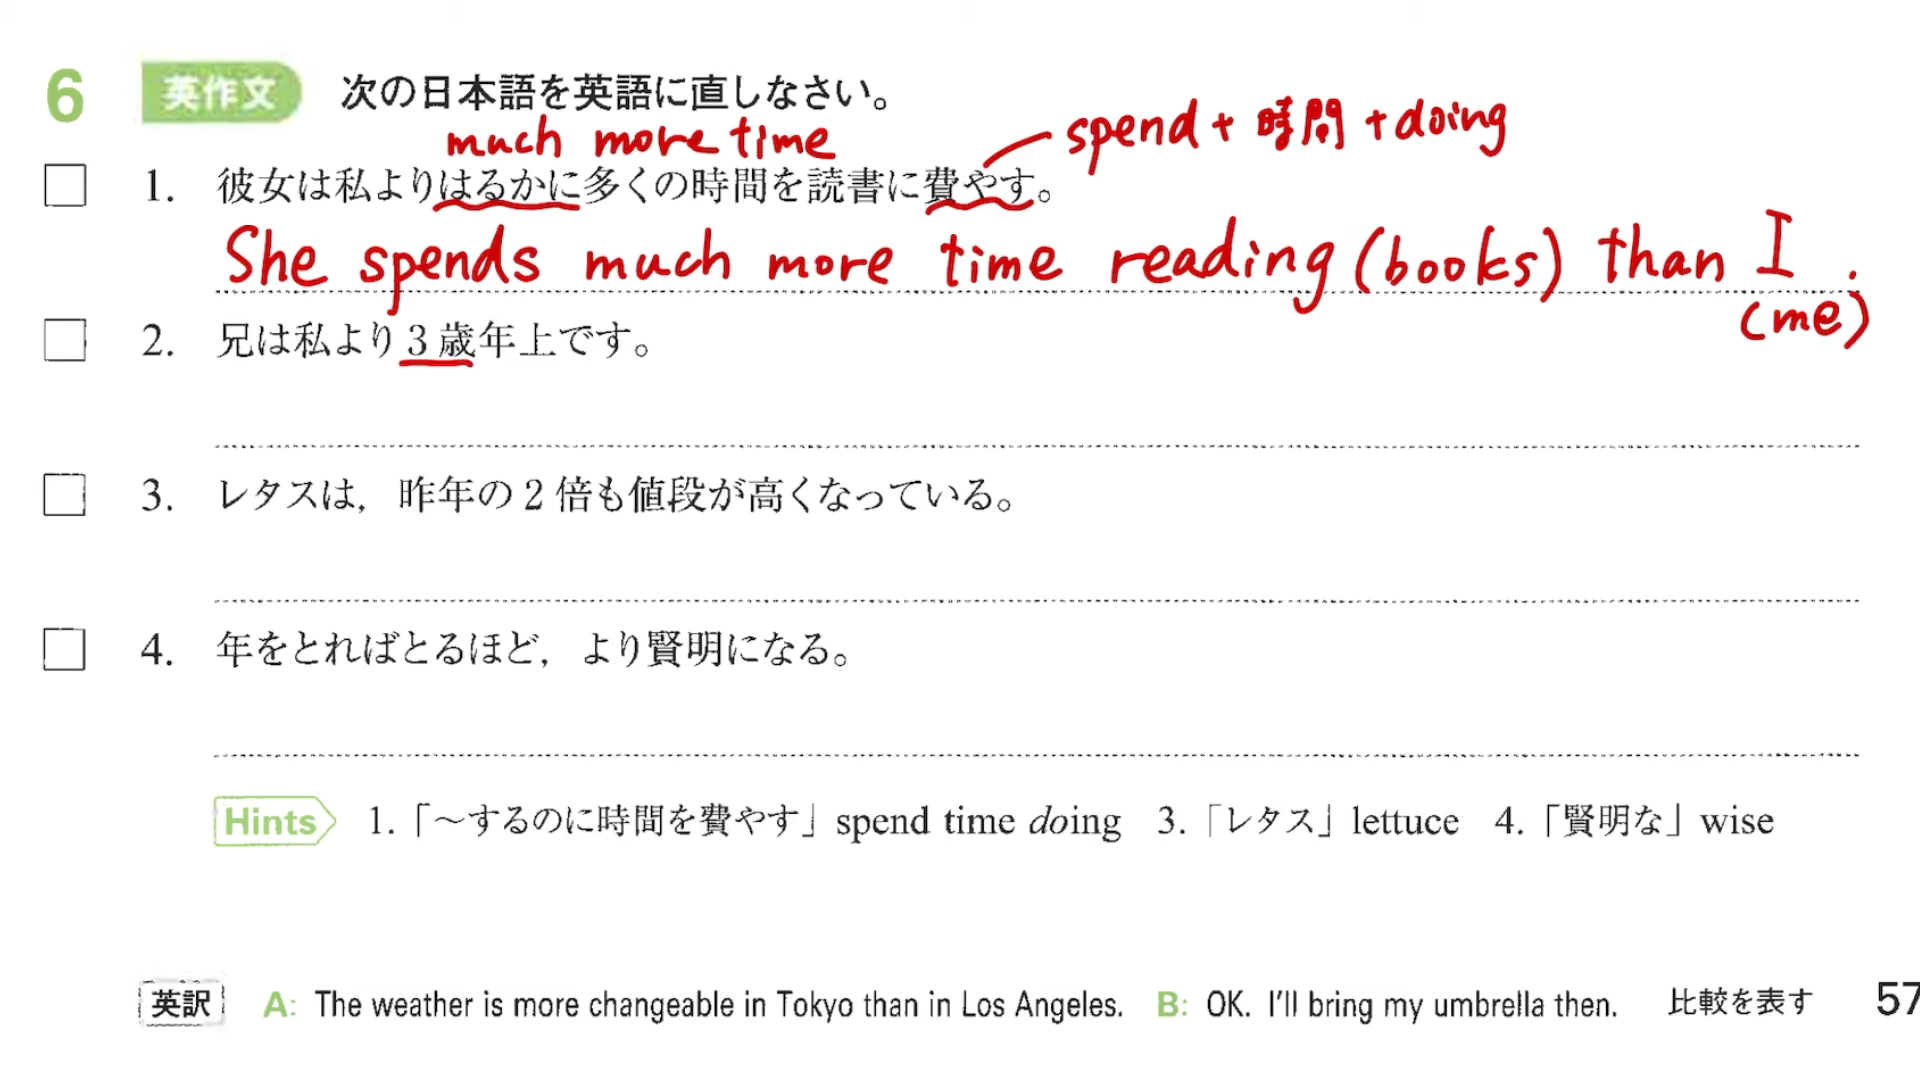 6 英作文 次の日本語を英語に直しなさい。
much more time
spend + 時間 + doing
1. 彼女は私よりはるかに多くの時間を読書に費やす。
She spends much more time reading (books) than I .
(me)
2. 兄は私より3歳年上です。
3. レタスは，昨年の2倍も値段が高くなっている。
4. 年をとればとるほど，より賢明になる。
Hints 1.「～するのに時間を費やす」spend time doing 3.「レタス」lettuce 4.「賢明な」wise
英訳 A: The weather is more changeable in Tokyo than in Los Angeles. B: OK. I'll bring my umbrella then. 比較を表す 57